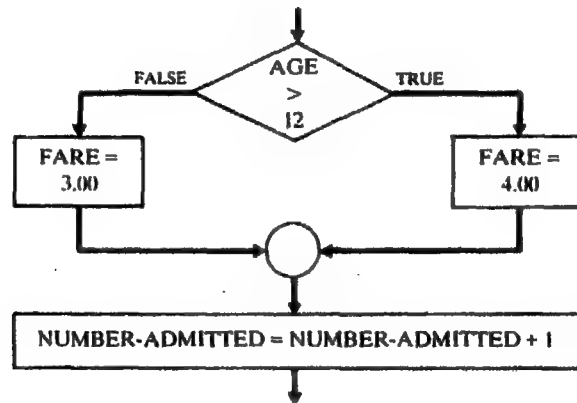 AGE
>
12
FALSE
TRUE
FARE =
3.00
FARE =
4.00
NUMBER-ADMITTED = NUMBER-ADMITTED + 1